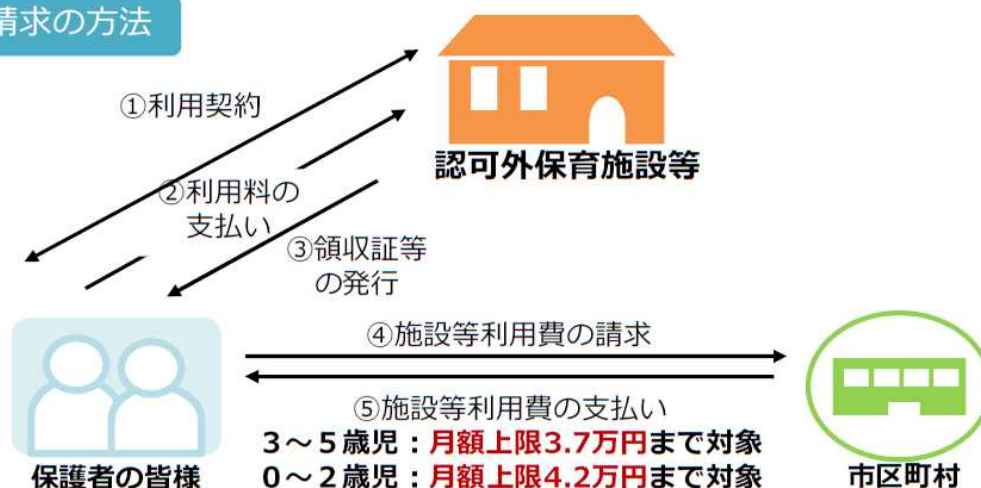 請求の方法
①利用契約
認可外保育施設等
②利用料の
支払い
③領収証等
の発行
④施設等利用費の請求
⑤施設等利用費の支払い
3～5歳児：月額上限3.7万円まで対象
0～2歳児：月額上限4.2万円まで対象
保護者の皆様
市区町村